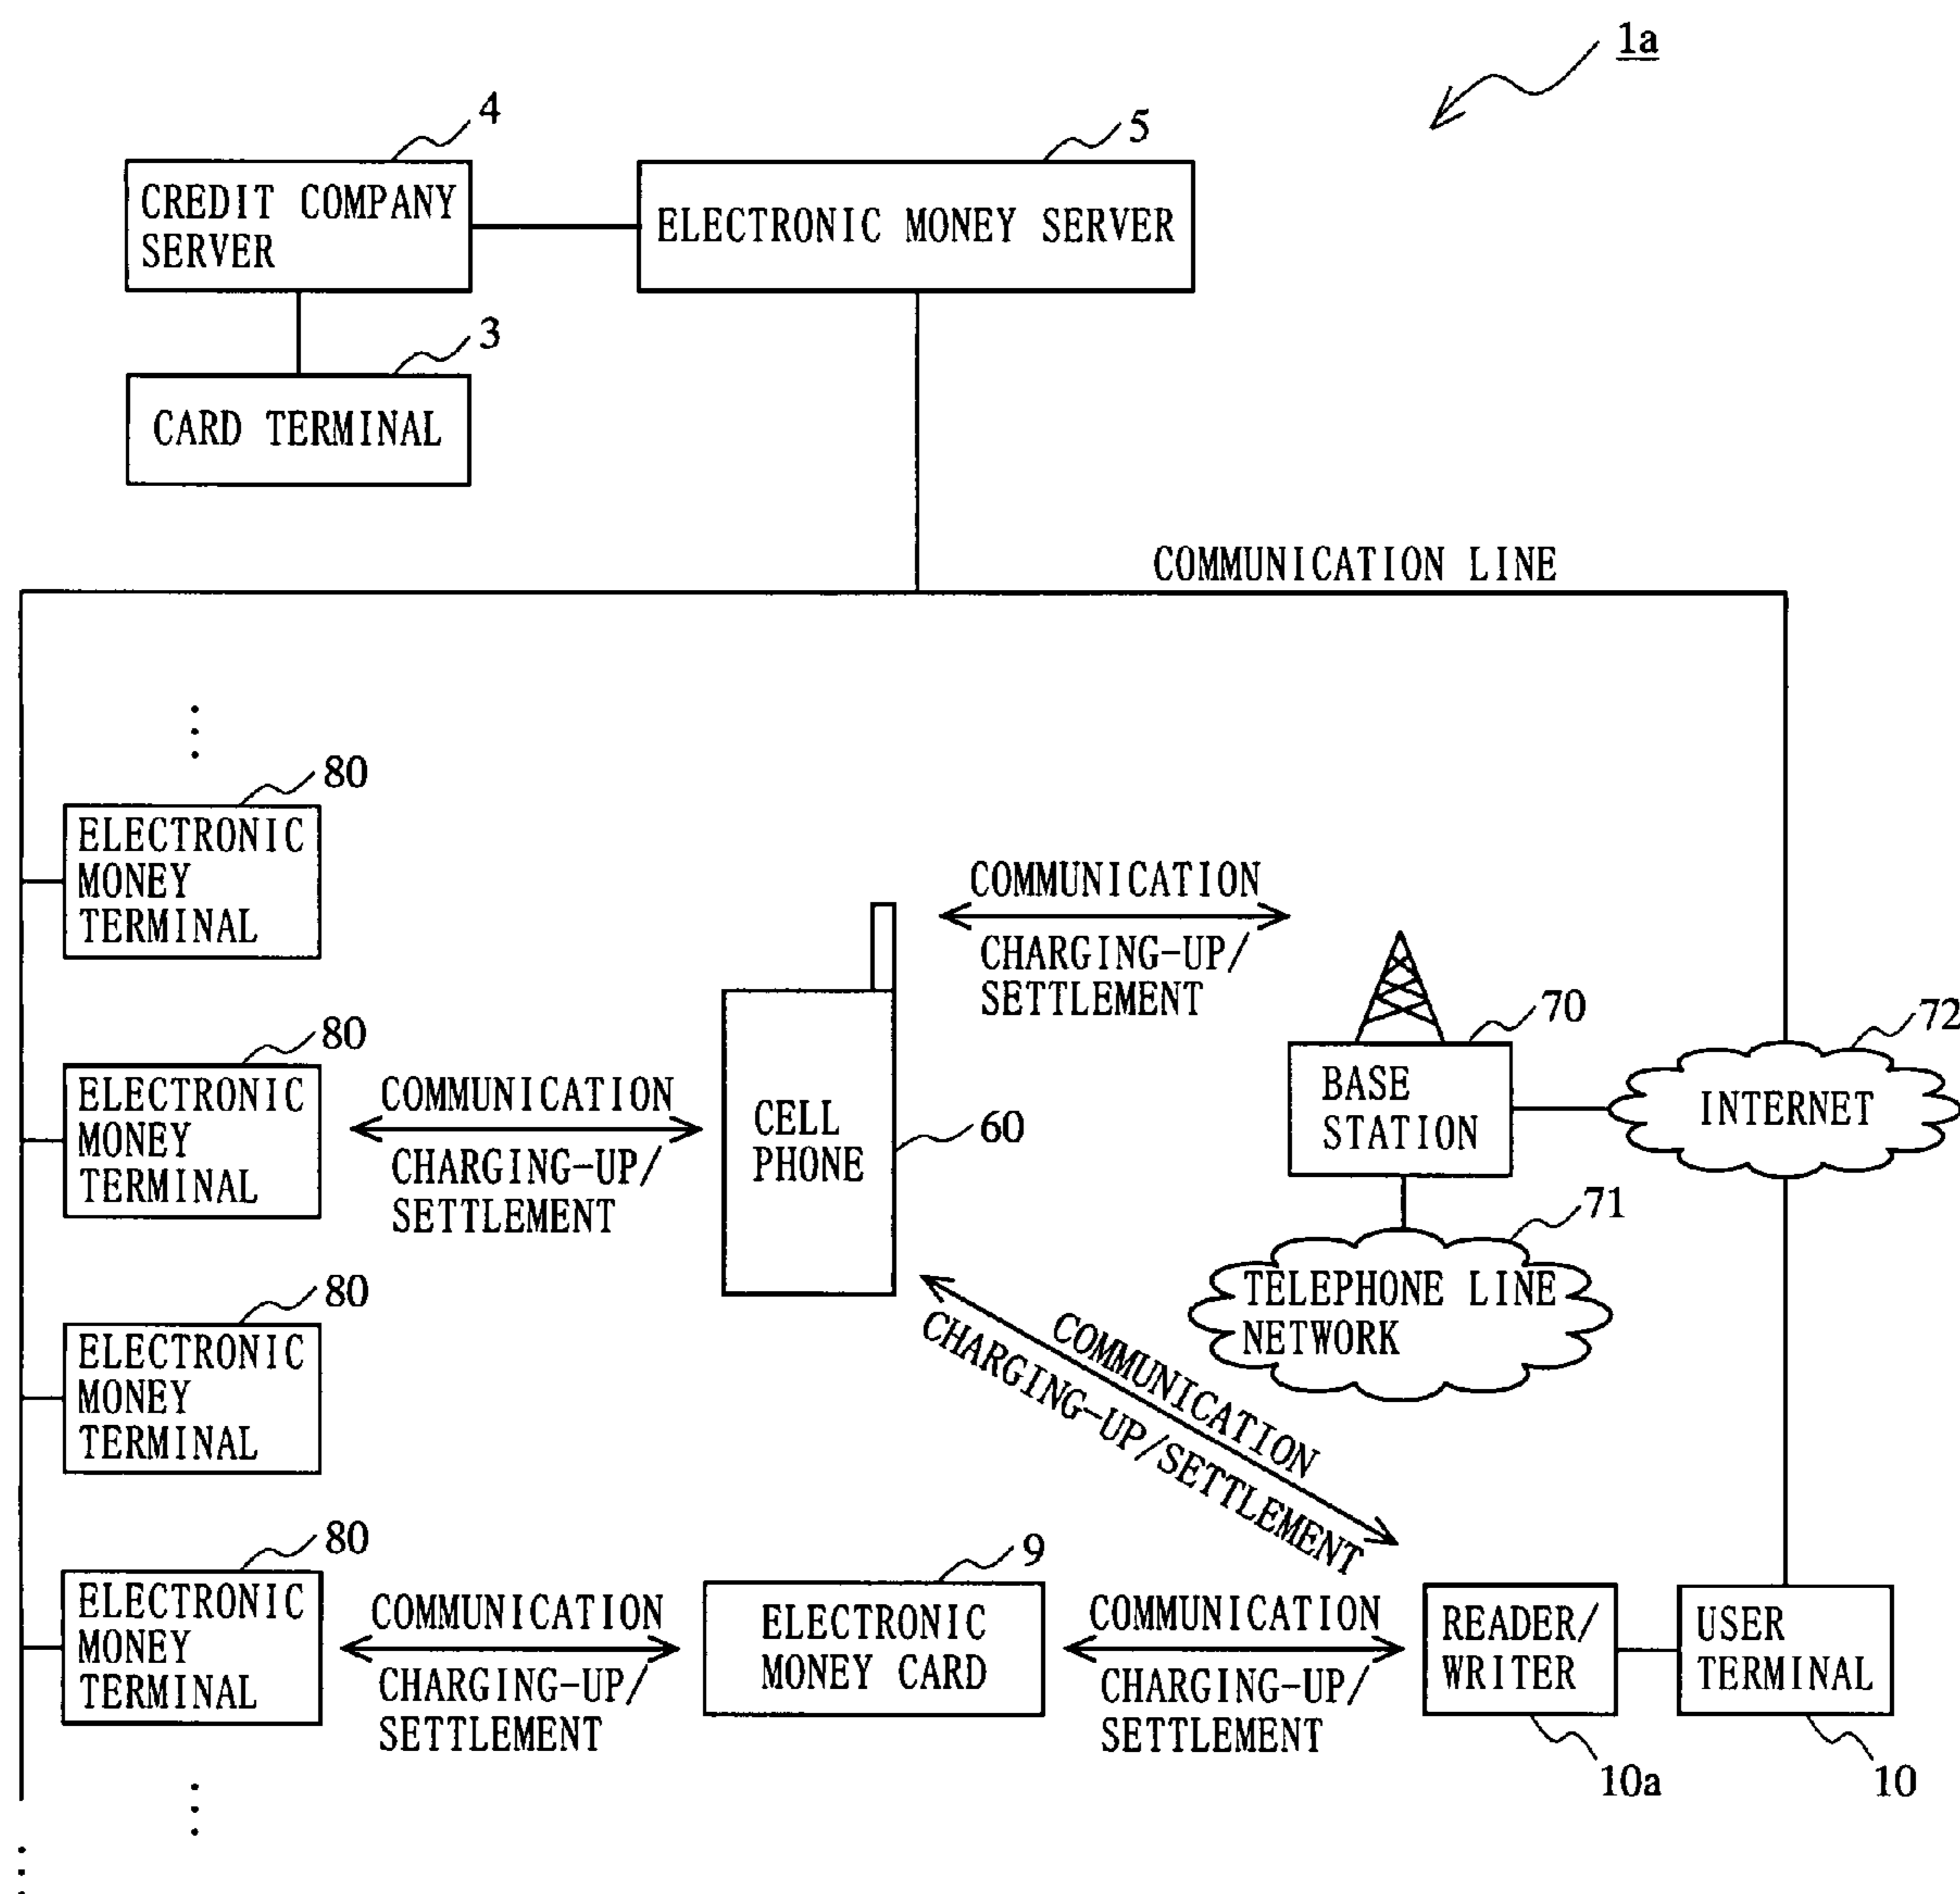 1a
4
5
CREDIT COMPANY
SERVER
ELECTRONIC MONEY SERVER
3
CARD TERMINAL
COMMUNICATION LINE
80
ELECTRONIC
MONEY
TERMINAL
COMMUNICATION
CHARGING-UP/
SETTLEMENT
70
72
80
ELECTRONIC
MONEY
TERMINAL
COMMUNICATION
CHARGING-UP/
SETTLEMENT
CELL
PHONE
60
BASE
STATION
INTERNET
71
TELEPHONE LINE
NETWORK
80
ELECTRONIC
MONEY
TERMINAL
COMMUNICATION
CHARGING-UP/SETTLEMENT
80
ELECTRONIC
MONEY
TERMINAL
COMMUNICATION
CHARGING-UP/
SETTLEMENT
9
ELECTRONIC
MONEY CARD
COMMUNICATION
CHARGING-UP/
SETTLEMENT
READER/
WRITER
USER
TERMINAL
10a
10